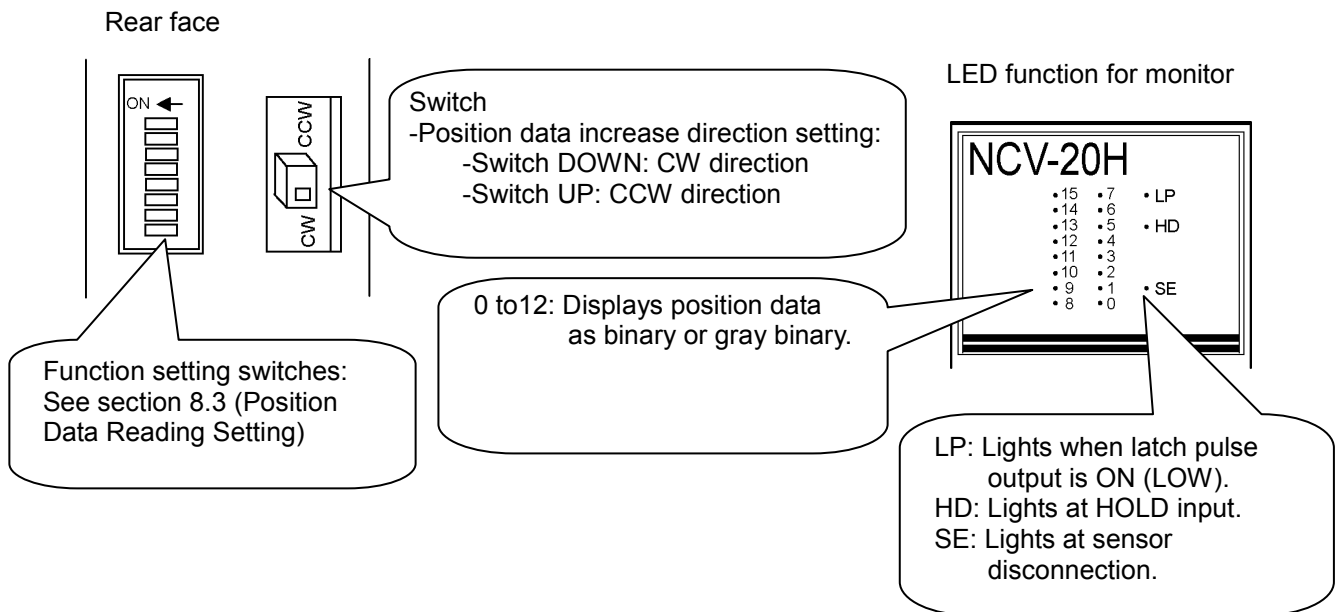 Rear face
ON
CCW
CW
Switch
-Position data increase direction setting:
-Switch DOWN: CW direction
-Switch UP: CCW direction
Function setting switches:
See section 8.3 (Position
Data Reading Setting)
LED function for monitor
NCV-20H
15 7 LP
14 6
13 5 HD
12 4
11 3
10 2
9 1 SE
8 0
0 to12: Displays position data
as binary or gray binary.
LP: Lights when latch pulse
output is ON (LOW).
HD: Lights at HOLD input.
SE: Lights at sensor
disconnection.